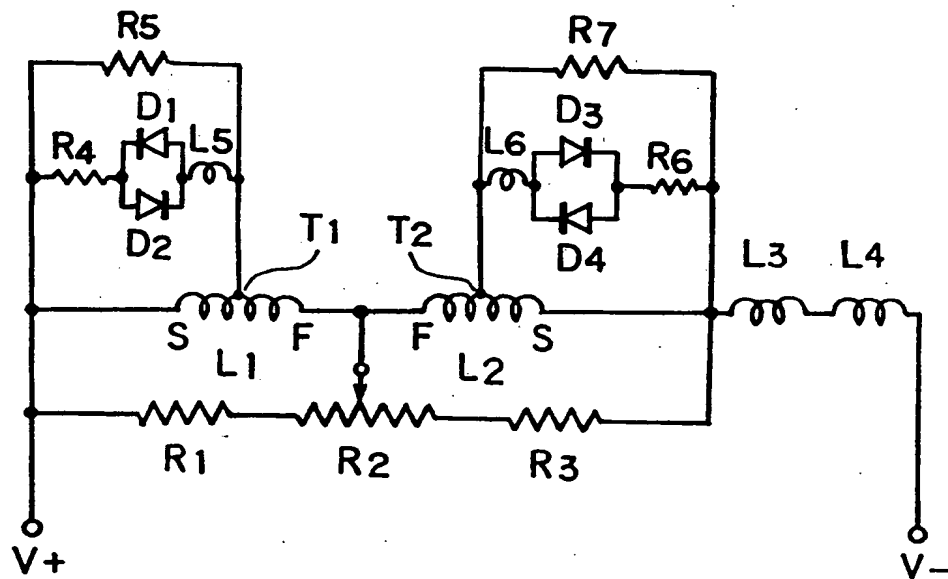 R5
R7
D1
D3
R4
L5
L6
R6
D2
D4
T1
T2
L3
L4
S
F
F
S
L1
L2
R1
R2
R3
V+
V-